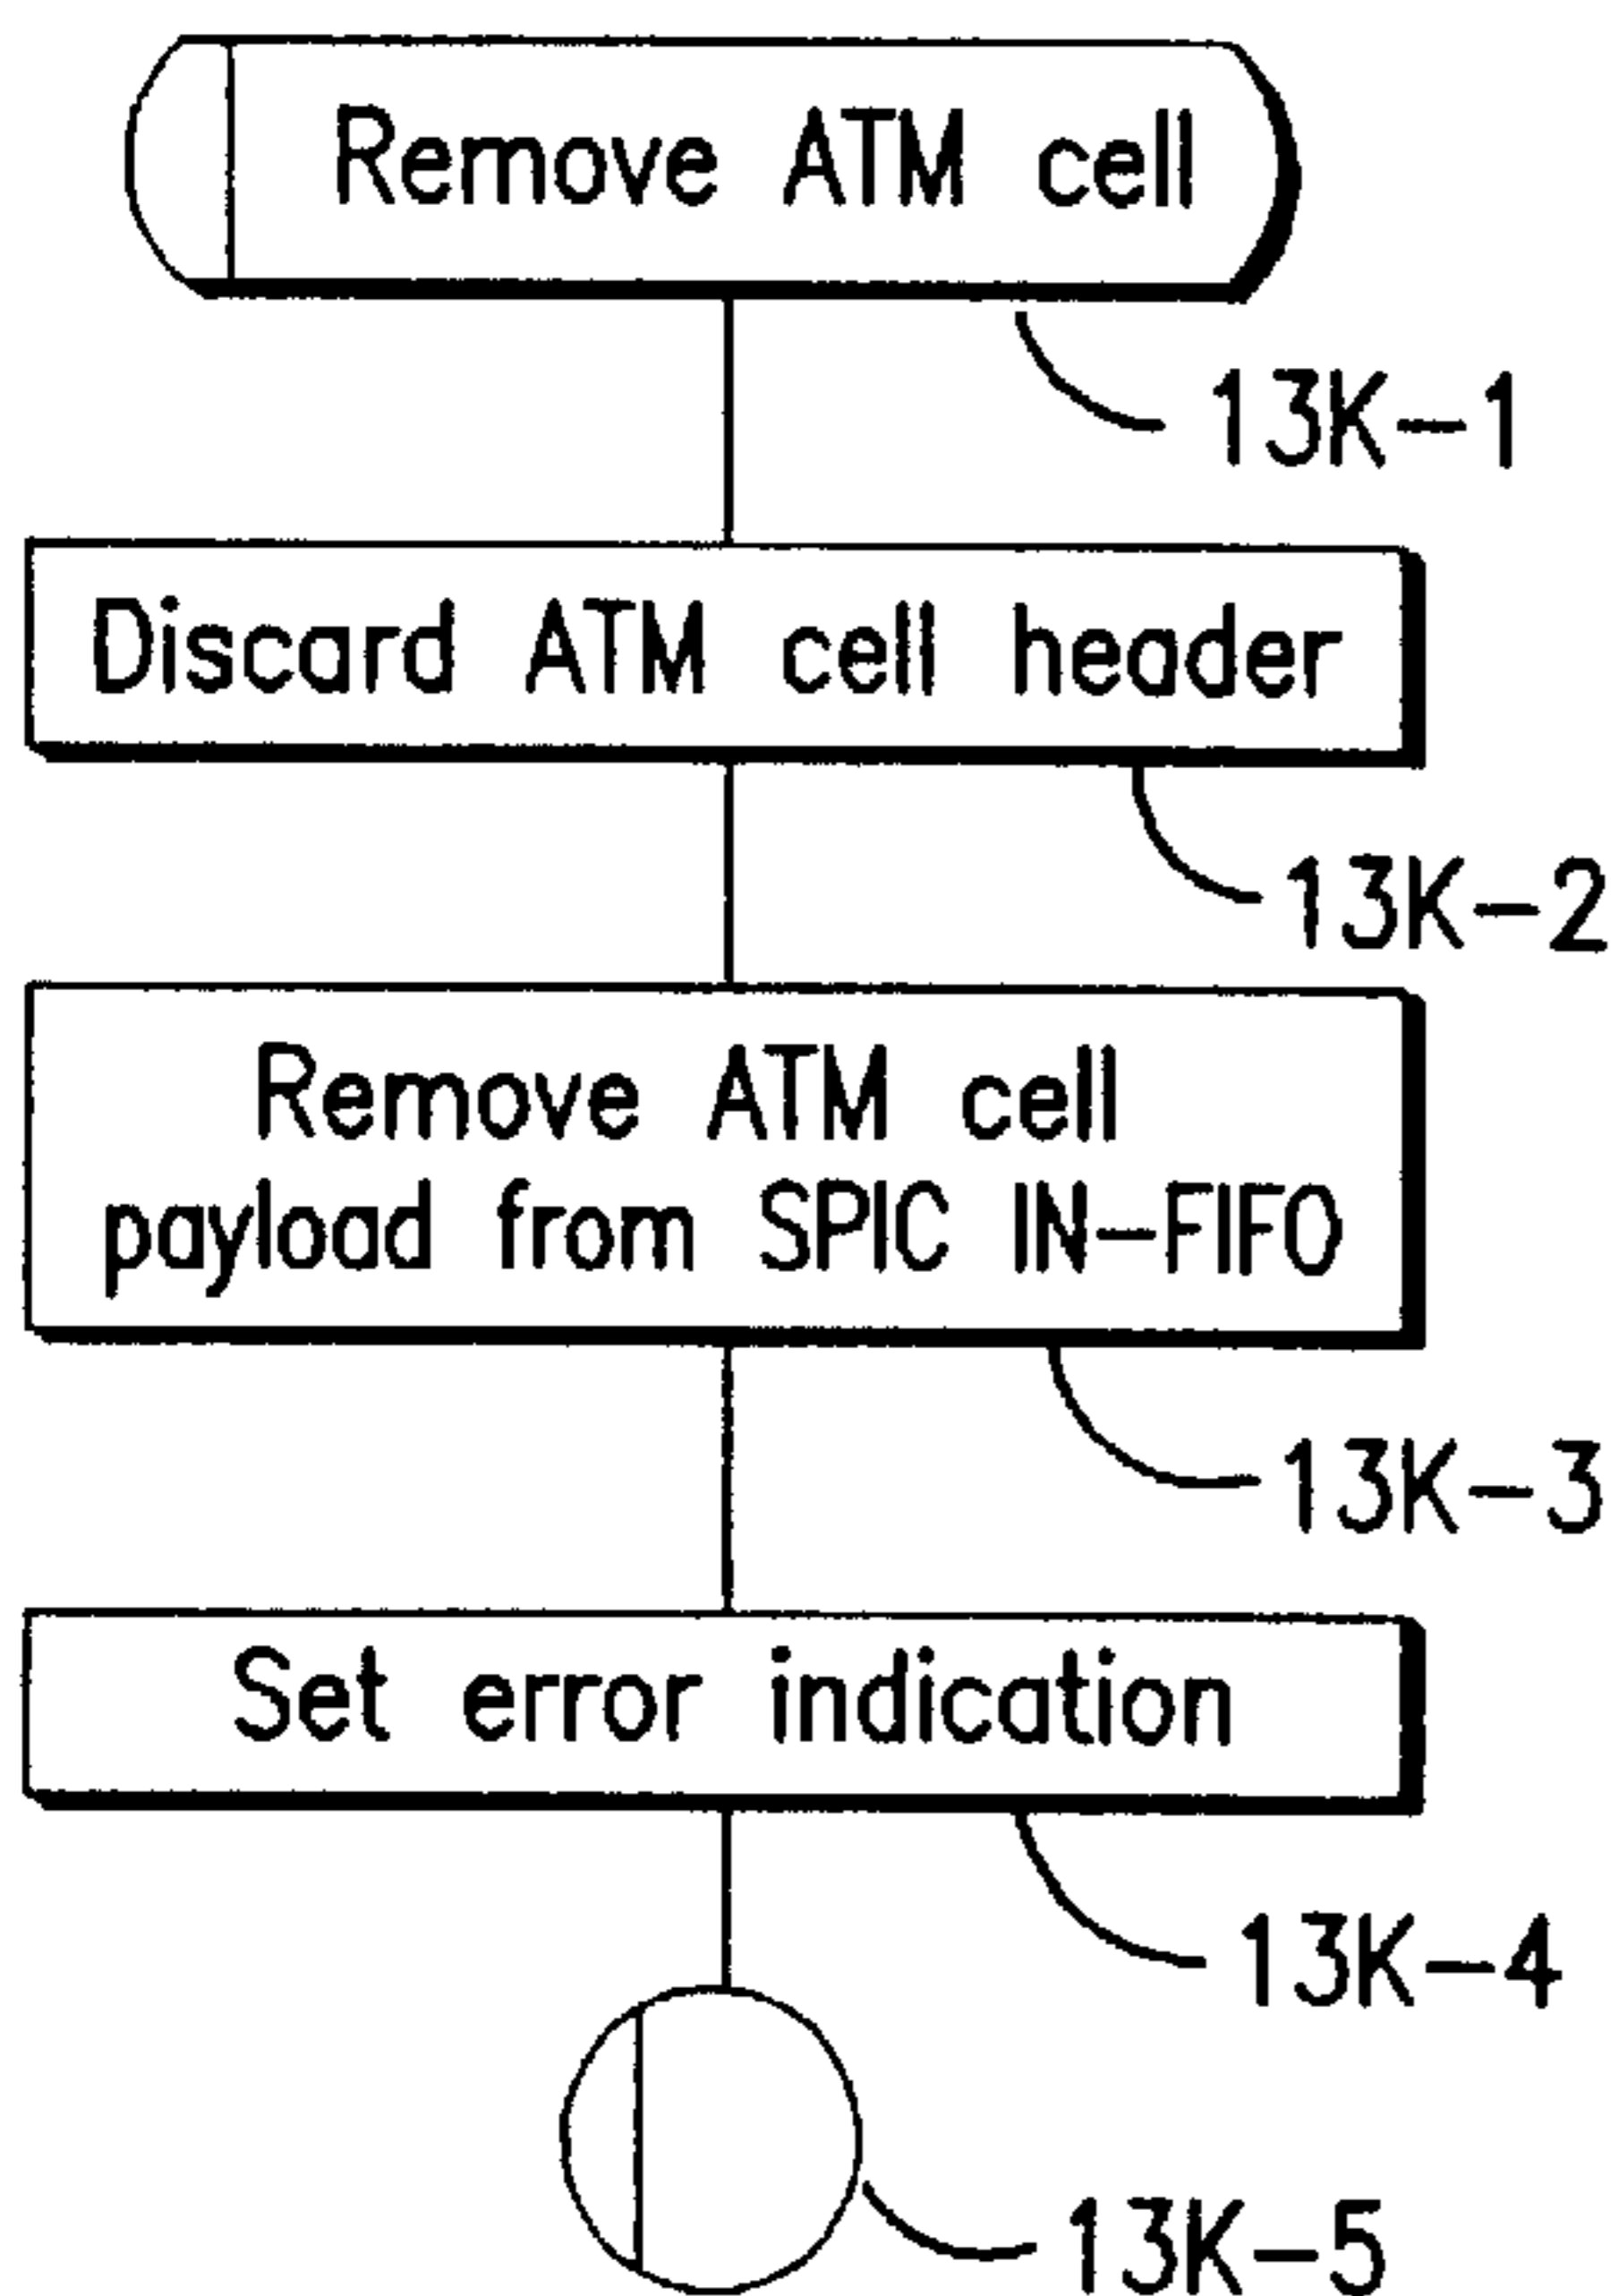 Remove ATM cell
13K-1
Discard ATM cell header
13K-2
Remove ATM cell
payload from SPIC IN-FIFO
13K-3
Set error indication
13K-4
13K-5